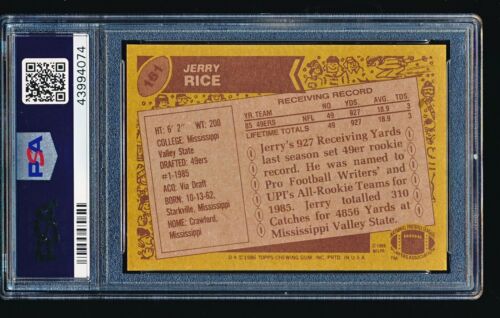 43994074
PSA
161
JERRY
RICE
HT: 6' 2" WT: 200
COLLEGE: Mississippi
Valley State
DRAFTED: 49ers
#1-1985
ACQ: Via Draft
BORN: 10-13-62,
Starkville, Mississippi
HOME: Crawford,
Mississippi
RECEIVING RECORD
YR. TEAM NO. YDS. AVG. TDS.
85 49ERS NFL 49 927 18.9 3
LIFETIME TOTALS 49 927 18.9 3
Jerry's 927 Receiving Yards
last season set 49er rookie
record. He was named to
Pro Football Writers' and
UPI's All-Rookie Teams for
1985. Jerry totalled 310
Catches for 4856 Yards at
Mississippi Valley State.
© 1986
NFLPA
D* © 1986 TOPPS CHEWING GUM, INC. PRTD. IN U.S.A.